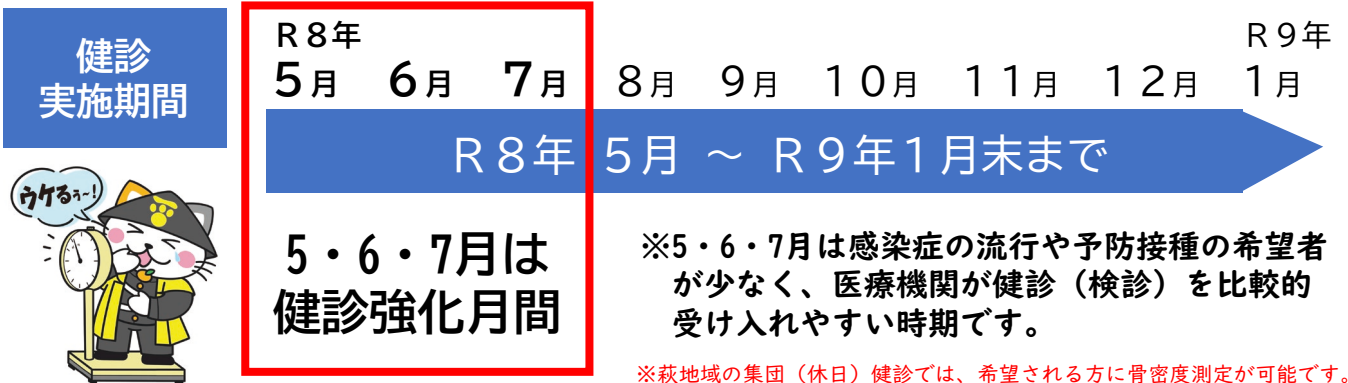 健診
実施期間
R8年
R9年
5月 6月 7月 8月 9月 10月 11月 12月 1月
R8年 5月 ～ R9年1月末まで
ウケるぅ~!
5・6・7月は
健診強化月間
※5・6・7月は感染症の流行や予防接種の希望者
が少なく、医療機関が健診（検診）を比較的
受け入れやすい時期です。
※萩地域の集団（休日）健診では、希望される方に骨密度測定が可能です。